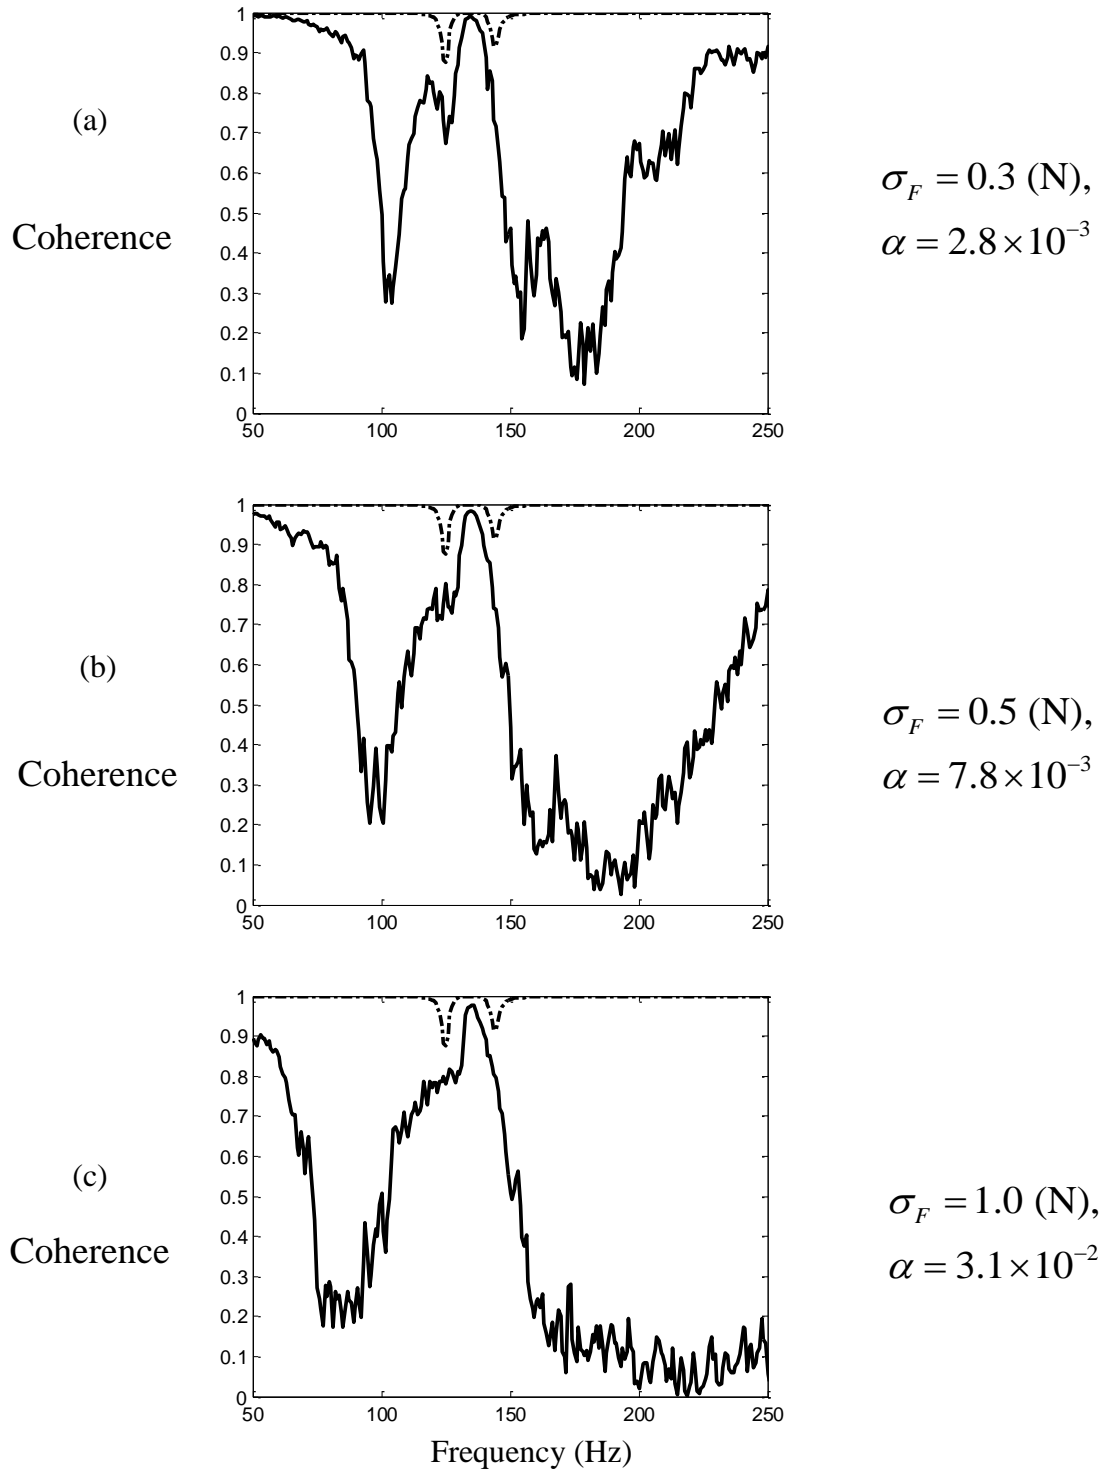 1
0.9
0.8
0.7
0.6
0.5
0.4
0.3
0.2
0.1
0
50 100 150 200 250
(a)
Coherence
σF = 0.3 (N),
α = 2.8×10⁻³
1
0.9
0.8
0.7
0.6
0.5
0.4
0.3
0.2
0.1
0
50 100 150 200 250
(b)
Coherence
σF = 0.5 (N),
α = 7.8×10⁻³
1
0.9
0.8
0.7
0.6
0.5
0.4
0.3
0.2
0.1
0
50 100 150 200 250
(c)
Coherence
σF = 1.0 (N),
α = 3.1×10⁻²
Frequency (Hz)